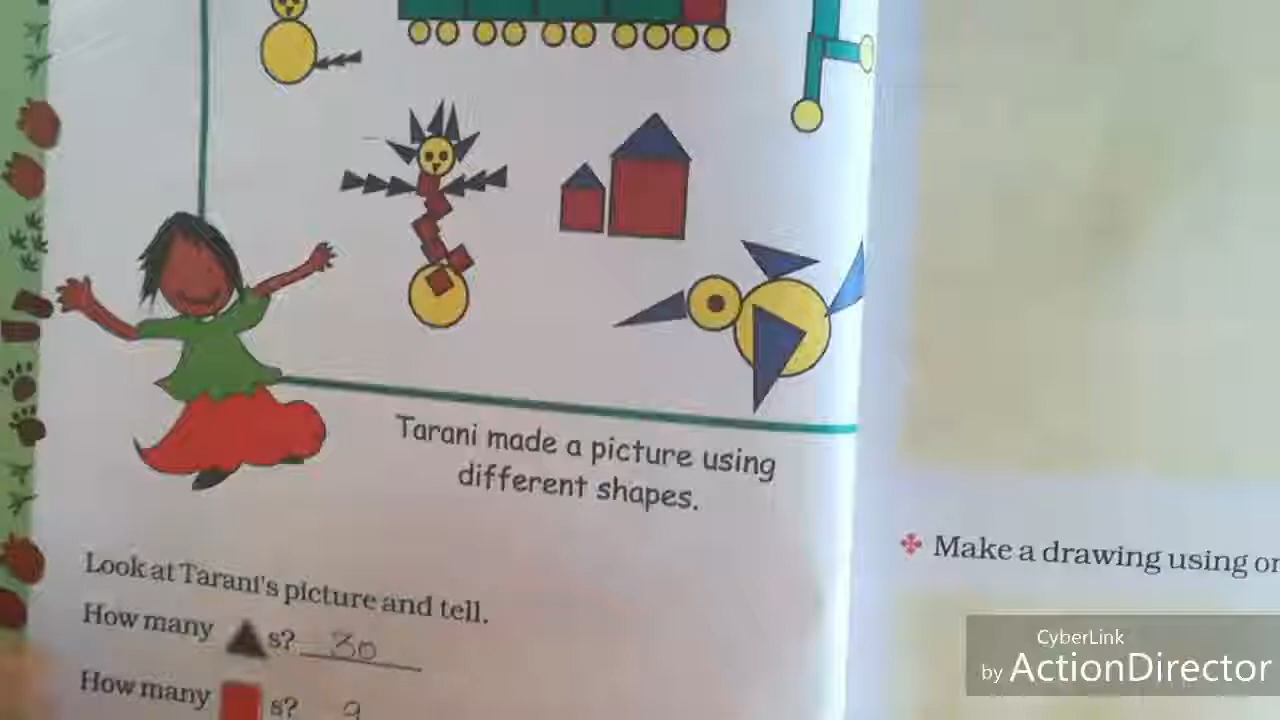 Tarani made a picture using
different shapes.
Look at Tarani's picture and tell.
How many s? 30
How many s? 9
Make a drawing using
CyberLink
by ActionDirector